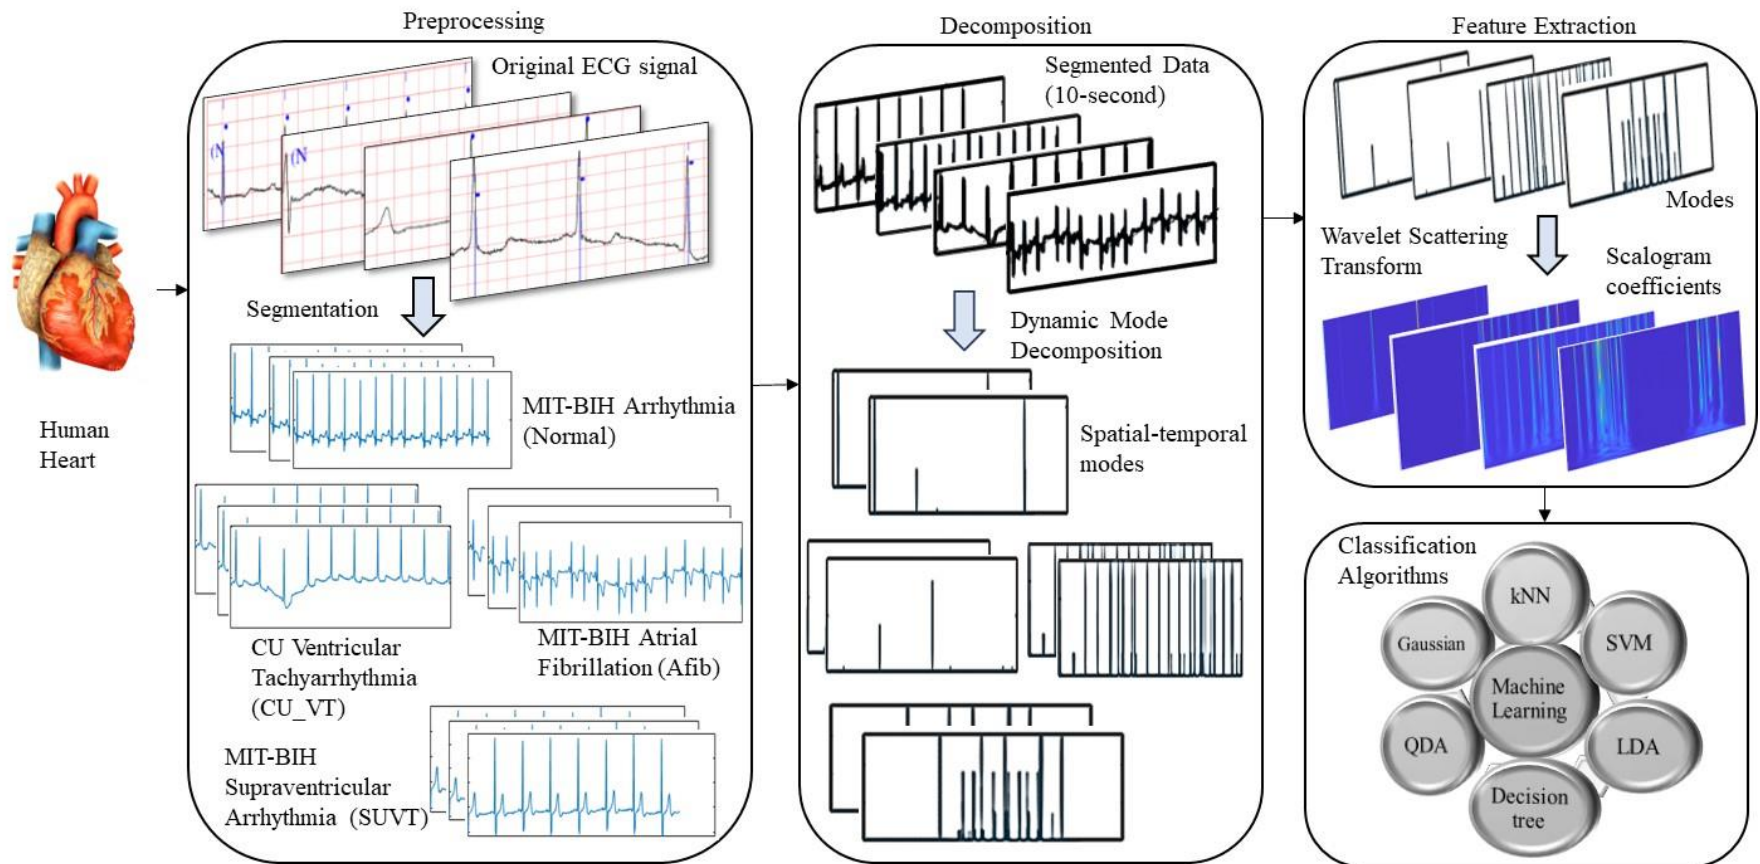 Preprocessing
Original ECG signal
(N
(N
Segmentation
MIT-BIH Arrhythmia
(Normal)
CU Ventricular
Tachyarrhythmia
(CU_VT)
MIT-BIH Atrial
Fibrillation (Afib)
MIT-BIH
Supraventricular
Arrhythmia (SUVT)
Human
Heart
Decomposition
Segmented Data
(10-second)
Dynamic Mode
Decomposition
Spatial-temporal
modes
Feature Extraction
Modes
Wavelet Scattering
Transform
Scalogram
coefficients
Classification
Algorithms
kNN
Gaussian
SVM
Machine
Learning
QDA
LDA
Decision
tree